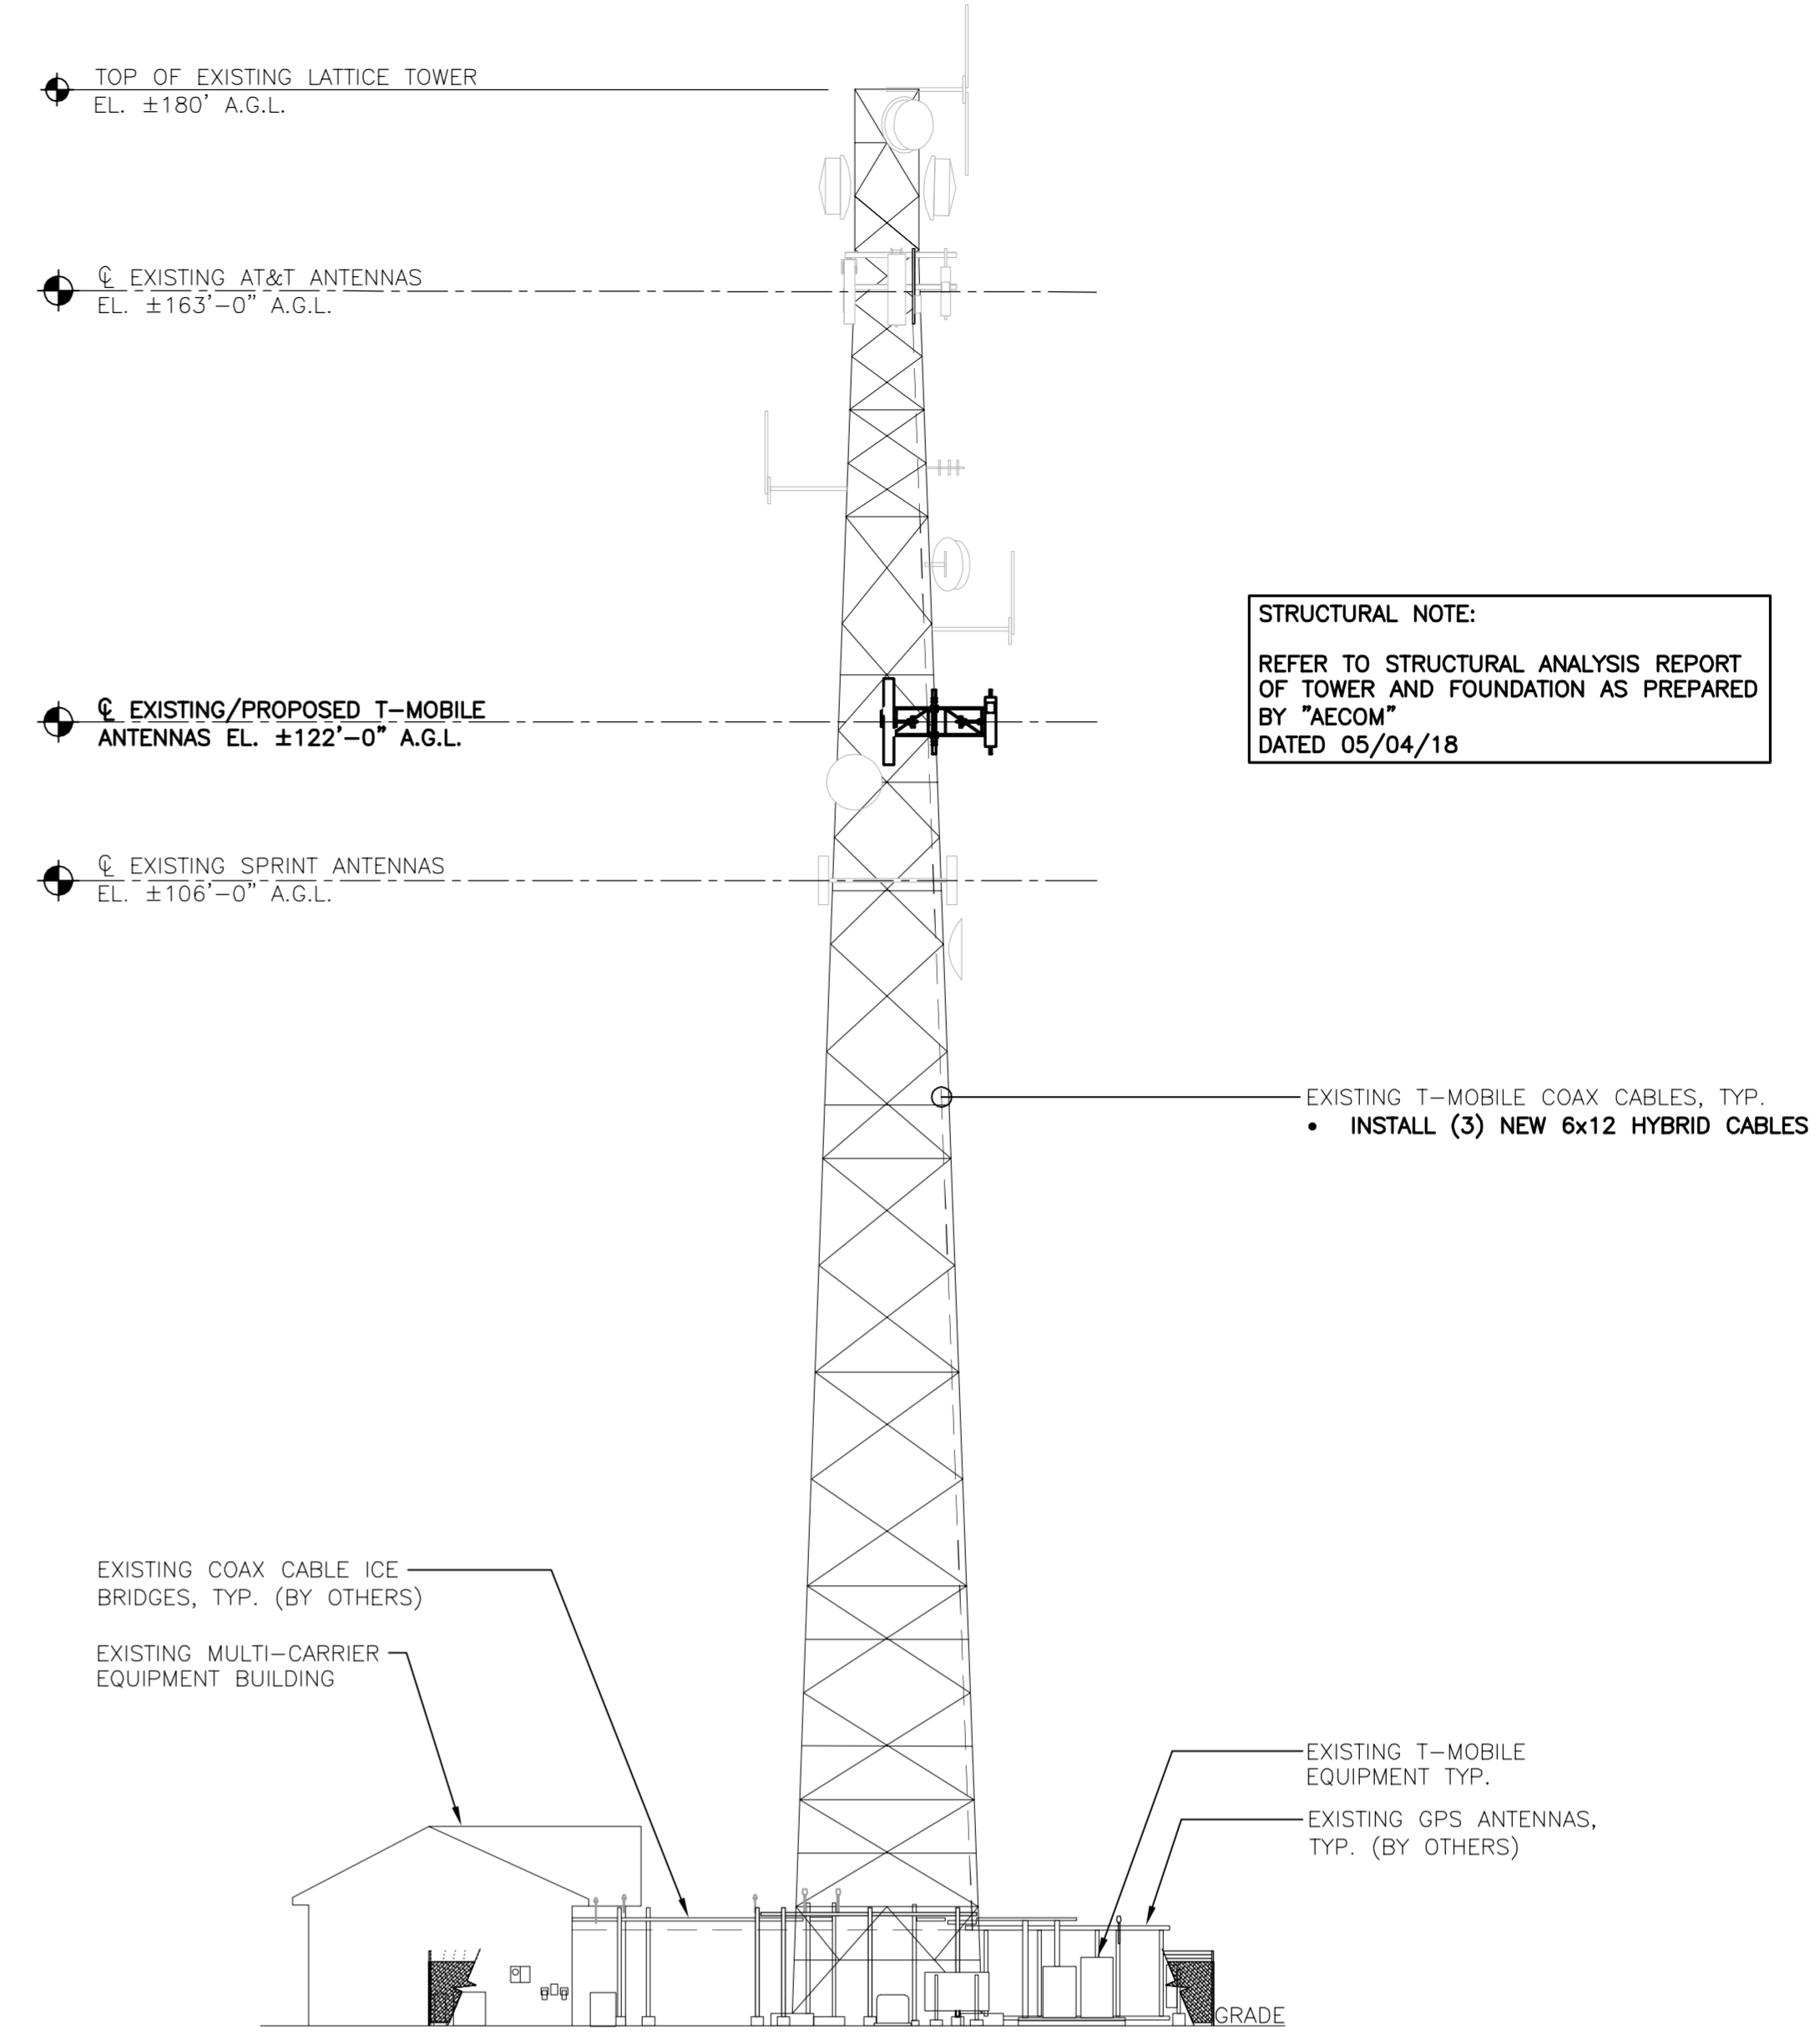 TOP OF EXISTING LATTICE TOWER
EL. ±180' A.G.L.
℄ EXISTING AT&T ANTENNAS
EL. ±163'-0" A.G.L.
℄ EXISTING/PROPOSED T-MOBILE
ANTENNAS EL. ±122'-0" A.G.L.
STRUCTURAL NOTE:
REFER TO STRUCTURAL ANALYSIS REPORT
OF TOWER AND FOUNDATION AS PREPARED
BY "AECOM"
DATED 05/04/18
℄ EXISTING SPRINT ANTENNAS
EL. ±106'-0" A.G.L.
EXISTING T-MOBILE COAX CABLES, TYP.
• INSTALL (3) NEW 6x12 HYBRID CABLES
EXISTING COAX CABLE ICE
BRIDGES, TYP. (BY OTHERS)
EXISTING MULTI-CARRIER
EQUIPMENT BUILDING
EXISTING T-MOBILE
EQUIPMENT TYP.
EXISTING GPS ANTENNAS,
TYP. (BY OTHERS)
GRADE